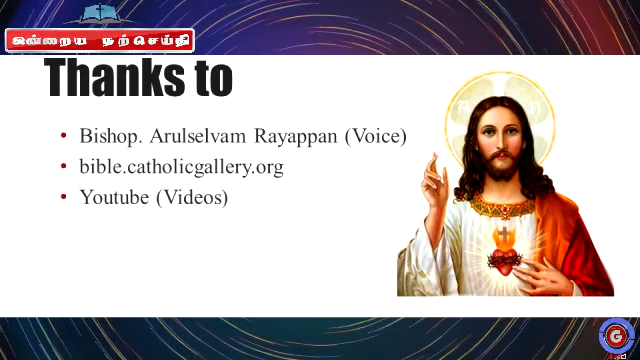 இன்றைய நற்செய்தி
Thanks to
• Bishop. Arulselvam Rayappan (Voice)
• bible.catholicgallery.org
• Youtube (Videos)
G